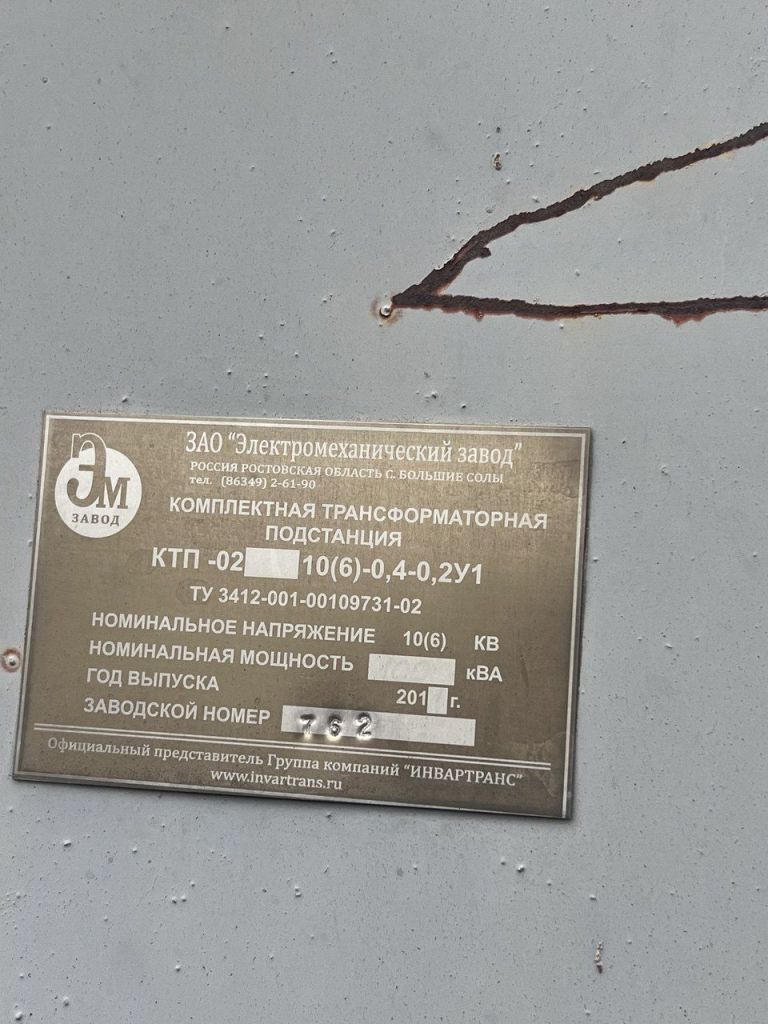 ЭМ
ЗАВОД
ЗАО "Электромеханический завод"
РОССИЯ РОСТОВСКАЯ ОБЛАСТЬ С. БОЛЬШИЕ СОЛЫ
тел. (86349) 2-61-90
КОМПЛЕКТНАЯ ТРАНСФОРМАТОРНАЯ
ПОДСТАНЦИЯ
КТП -02 10(6)-0,4-0,2У1
ТУ 3412-001-00109731-02
НОМИНАЛЬНОЕ НАПРЯЖЕНИЕ 10(6) КВ
НОМИНАЛЬНАЯ МОЩНОСТЬ кВА
ГОД ВЫПУСКА 201 г.
ЗАВОДСКОЙ НОМЕР 762
Официальный представитель Группа компаний "ИНВАРТРАНС"
www.invartrans.ru